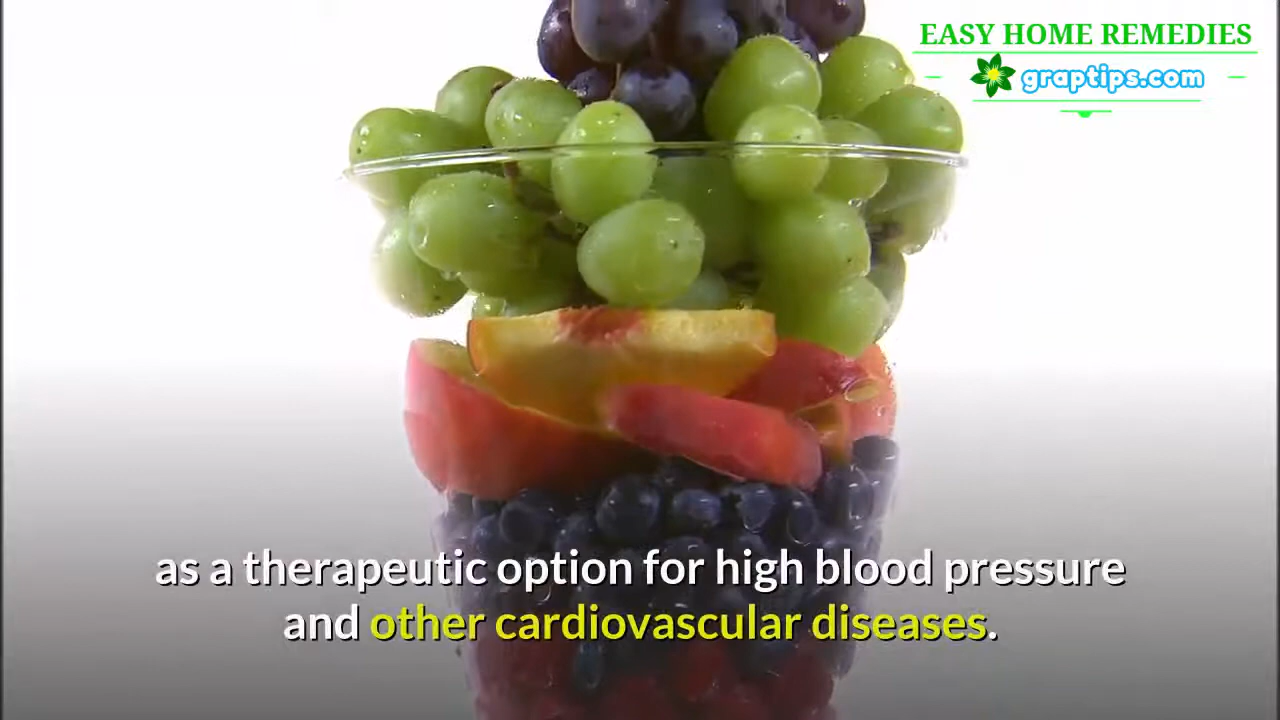 EASY HOME REMEDIES
graptips.com
as a therapeutic option for high blood pressure
and other cardiovascular diseases.